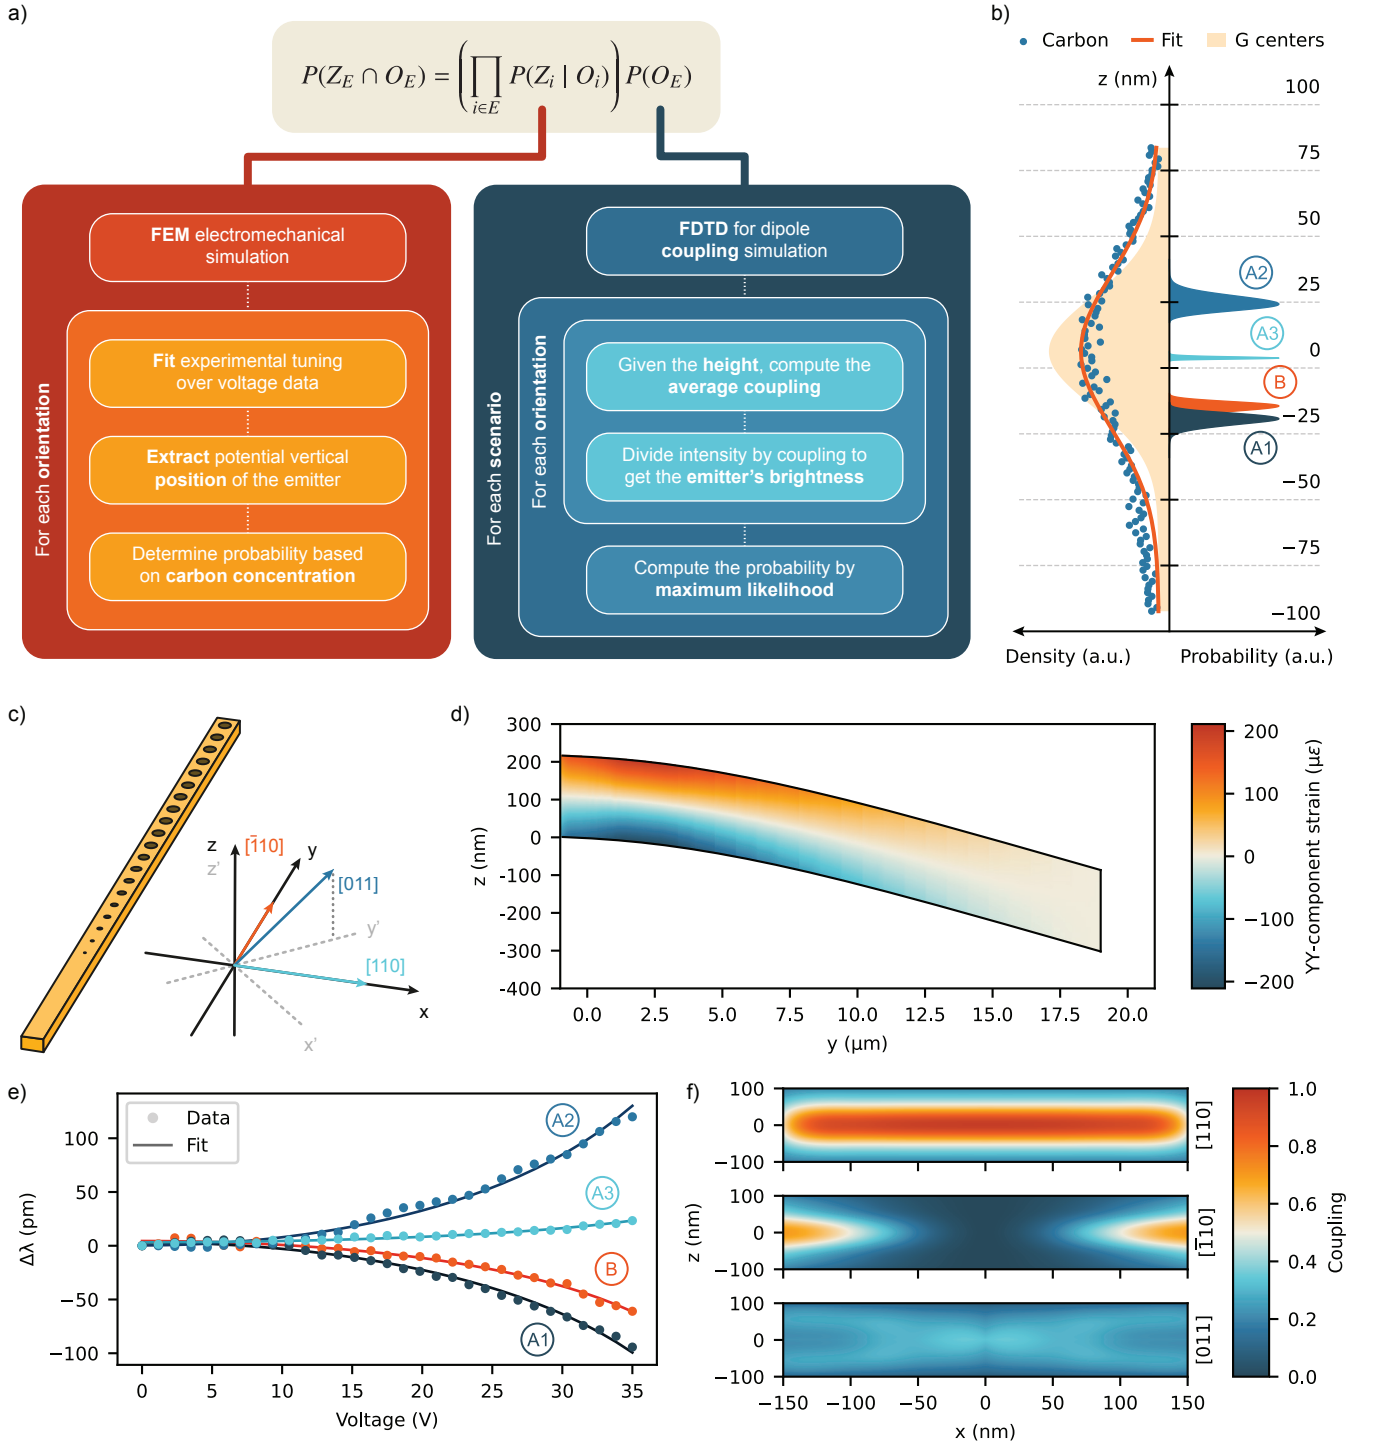 a)
P(Z_E ∩ O_E) = (∏_{i∈E} P(Z_i | O_i)) P(O_E)
For each orientation
FEM electromechanical
simulation
Fit experimental tuning
over voltage data
Extract potential vertical
position of the emitter
Determine probability based
on carbon concentration
For each scenario
FDTD for dipole
coupling simulation
For each orientation
Given the height, compute the
average coupling
Divide intensity by coupling to
get the emitter's brightness
Compute the probability by
maximum likelihood
b)
Carbon Fit G centers
z (nm)
100
75
50
25
0
−25
−50
−75
−100
A2
A3
B
A1
Density (a.u.) Probability (a.u.)
c)
z
z'
[1̄10]
y
[011]
y'
[110]
x
x'
d)
300
200
100
0
-100
-200
-300
-400
z (nm)
0.0 2.5 5.0 7.5 10.0 12.5 15.0 17.5 20.0
y (μm)
200
100
0
−100
−200
YY-component strain (με)
e)
Data
Fit
A2
A3
B
A1
100
50
0
−50
−100
Δλ (pm)
0 5 10 15 20 25 30 35
Voltage (V)
f)
100
0
−100
[110]
100
0
−100
[1̄10]
100
0
−100
[011]
z (nm)
−150 −100 −50 0 50 100 150
x (nm)
1.0
0.8
0.6
0.4
0.2
0.0
Coupling